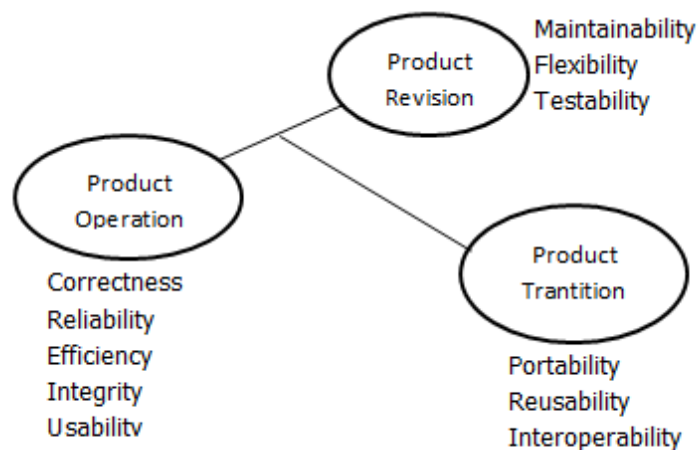 Product
Revision
Maintainability
Flexibility
Testability
Product
Operation
Correctness
Reliability
Efficiency
Integrity
Usability
Product
Trantition
Portability
Reusability
Interoperability